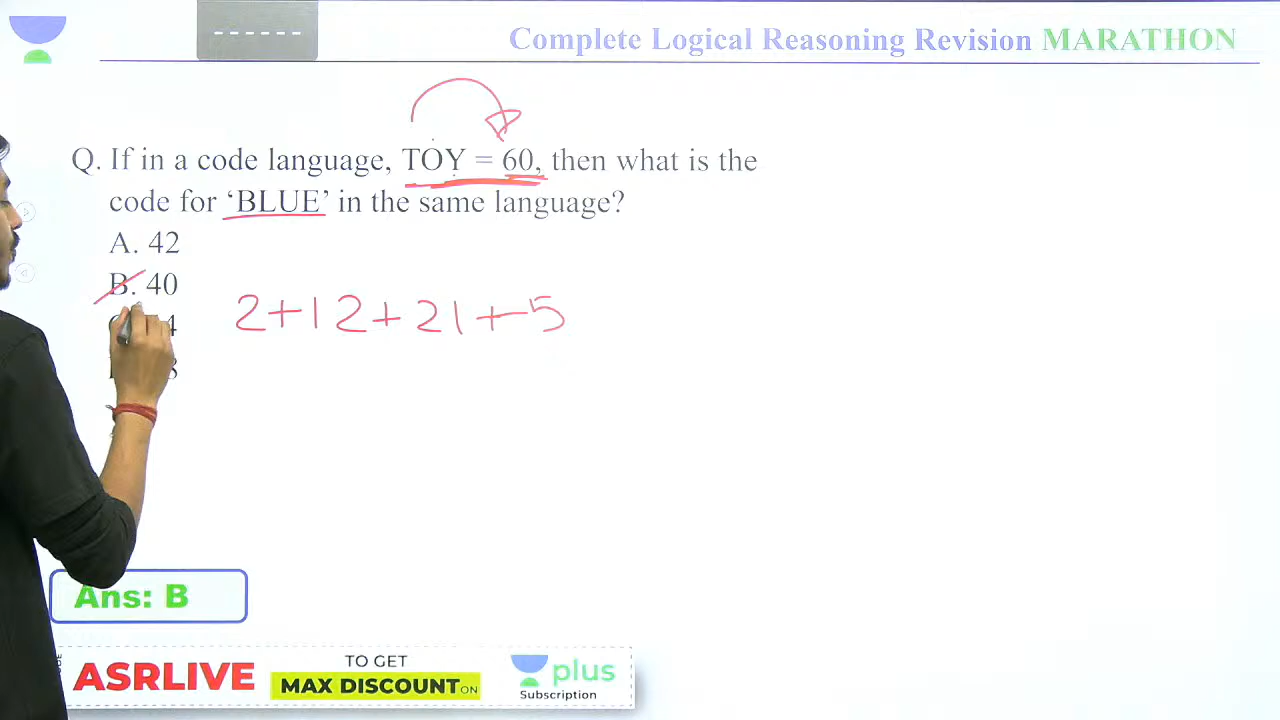 Complete Logical Reasoning Revision MARATHON
Q. If in a code language, TOY = 60, then what is the
code for ‘BLUE’ in the same language?
A. 42
B. 40
2+12+21+5
Ans: B
ASRLIVE
TO GET
MAX DISCOUNT ON
plus
Subscription